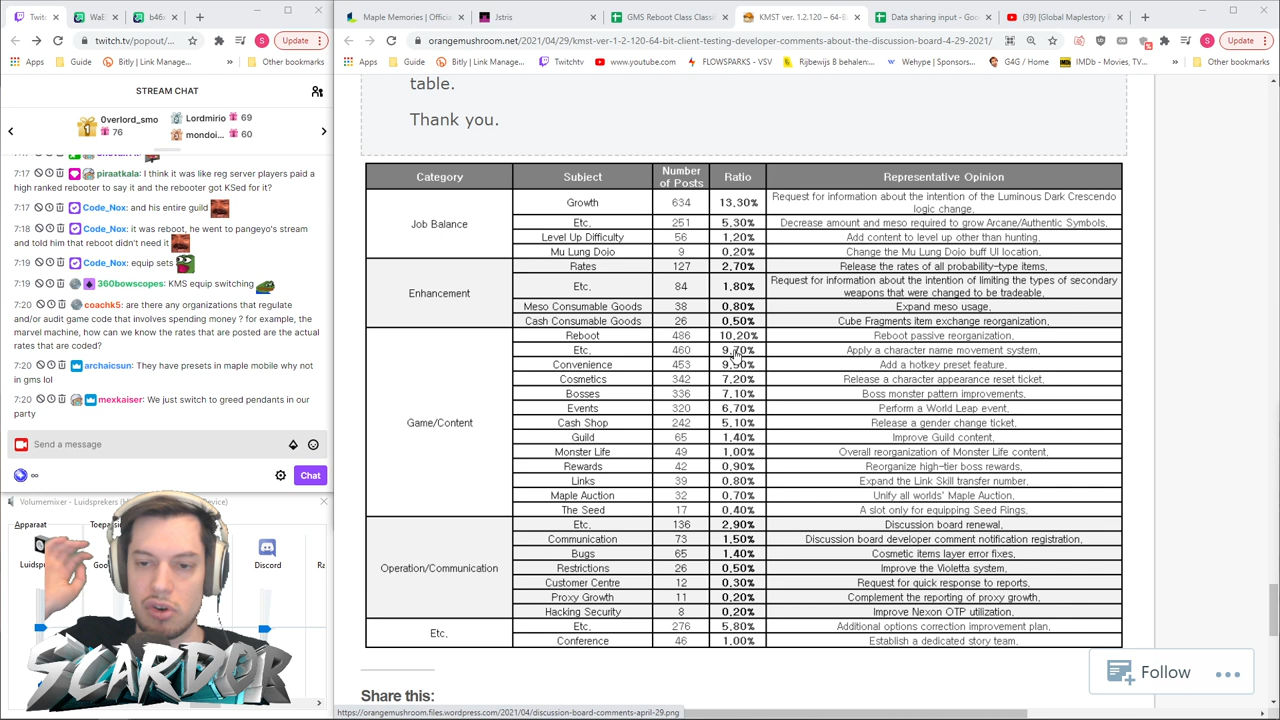 Twitc
WaE
b46
Maple Memories | Officia
Jstris
GMS Reboot Class Classif
KMST ver. 1.2.120 – 64-B
Data sharing input - Goo
(39) [Global Maplestory R
twitch.tv/popout/...
Update
orangemushroom.net/2021/04/29/kmst-ver-1-2-120-64-bit-client-testing-developer-comments-about-the-discussion-board-4-29-2021/
Update
Apps
Guide
Bitly | Link Manage...
Other bookmarks
Apps
Guide
Bitly | Link Manage...
Twitchtv
www.youtube.com
FLOWSPARKS - VSV
Rijbewijs B behalen:...
Wehype | Sponsors...
G4G / Home
IMDb - Movies, TV...
Other bookmarks
STREAM CHAT
0verlord_smo
76
Lordmirio 69
mondoi... 60
7:17 piraatkala: I think it was like reg server players paid a
high ranked rebooter to say it and the rebooter got KSed for it?
7:17 Code_Nox: and his entire guild
7:18 Code_Nox: it was reboot, he went to pangeyo's stream
and told him that reboot didn't need it
7:19 Code_Nox: equip sets
7:19 360bowscopes: KMS equip switching
7:20 coachk5: are there any organizations that regulate
and/or audit game code that involves spending money ? for example, the
marvel machine, how can we know the rates that are posted are the actual
rates that are coded?
7:20 archaicsun: They have presets in maple mobile why not
in gms lol
7:20 mexkaiser: We just switch to greed pendants in our
party
Send a message
∞
Chat
Volumemixer - Luidsprekers (H
Device)
Apparaat
Toepas
Luidsp
Goo
Discord
Ra
SCARDOR
table.
Thank you.
Category Subject Number of Posts Ratio Representative Opinion
Job Balance
Growth 634 13.30% Request for information about the intention of the Luminous Dark Crescendo
logic change.
Etc. 251 5.30% Decrease amount and meso required to grow Arcane/Authentic Symbols.
Level Up Difficulty 56 1.20% Add content to level up other than hunting.
Mu Lung Dojo 9 0.20% Change the Mu Lung Dojo buff UI location.
Enhancement
Rates 127 2.70% Release the rates of all probability-type items.
Etc. 84 1.80% Request for information about the intention of limiting the types of secondary
weapons that were changed to be tradeable.
Meso Consumable Goods 38 0.80% Expand meso usage.
Cash Consumable Goods 26 0.50% Cube Fragments item exchange reorganization.
Game/Content
Reboot 486 10.20% Reboot passive reorganization.
Etc. 460 9.70% Apply a character name movement system.
Convenience 453 Add a hotkey preset feature.
Cosmetics 342 7.20% Release a character appearance reset ticket.
Bosses 336 7.10% Boss monster pattern improvements.
Events 320 6.70% Perform a World Leap event.
Cash Shop 242 5.10% Release a gender change ticket.
Guild 65 1.40% Improve Guild content.
Monster Life 49 1.00% Overall reorganization of Monster Life content.
Rewards 42 0.90% Reorganize high-tier boss rewards.
Links 39 0.80% Expand the Link Skill transfer number.
Maple Auction 32 0.70% Unify all worlds' Maple Auction.
The Seed 17 0.40% A slot only for equipping Seed Rings.
Operation/Communication
Etc. 136 2.90% Discussion board renewal.
Communication 73 1.50% Discussion board developer comment notification registration.
Bugs 65 1.40% Cosmetic items layer error fixes.
Restrictions 26 0.50% Improve the Violetta system.
Customer Centre 12 0.30% Request for quick response to reports.
Proxy Growth 11 0.20% Complement the reporting of proxy growth.
Hacking Security 8 0.20% Improve Nexon OTP utilization.
Etc.
Etc. 276 5.80% Additional options correction improvement plan.
Conference 46 1.00% Establish a dedicated story team.
Share this:
Follow
https://orangemushroom.files.wordpress.com/2021/04/discussion-board-comments-april-29.png